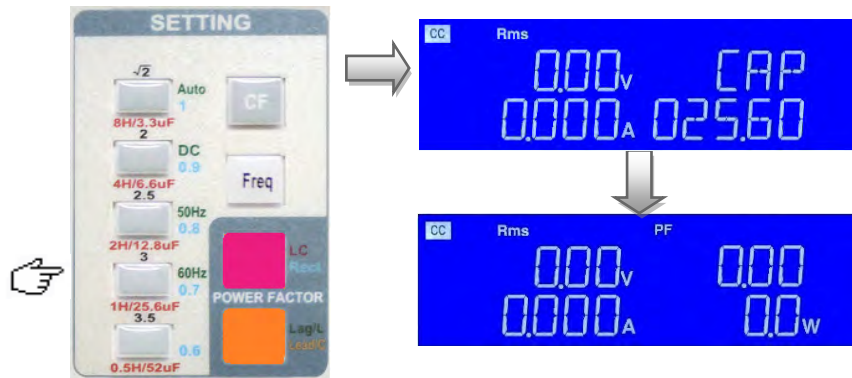 SETTING
√2
Auto
1
CF
8H/3.3uF
2
DC
0.9
4H/6.6uF
2.5
Freq
50Hz
0.8
2H/12.8uF
3
LC
Rect
60Hz
0.7
1H/25.6uF
3.5
POWER FACTOR
Lag/L
Lead/C
0.6
0.5H/52uF
CC Rms
0.00V CAP
0.000A 025.60
CC Rms PF
0.00V 0.00
0.000A 0.0W